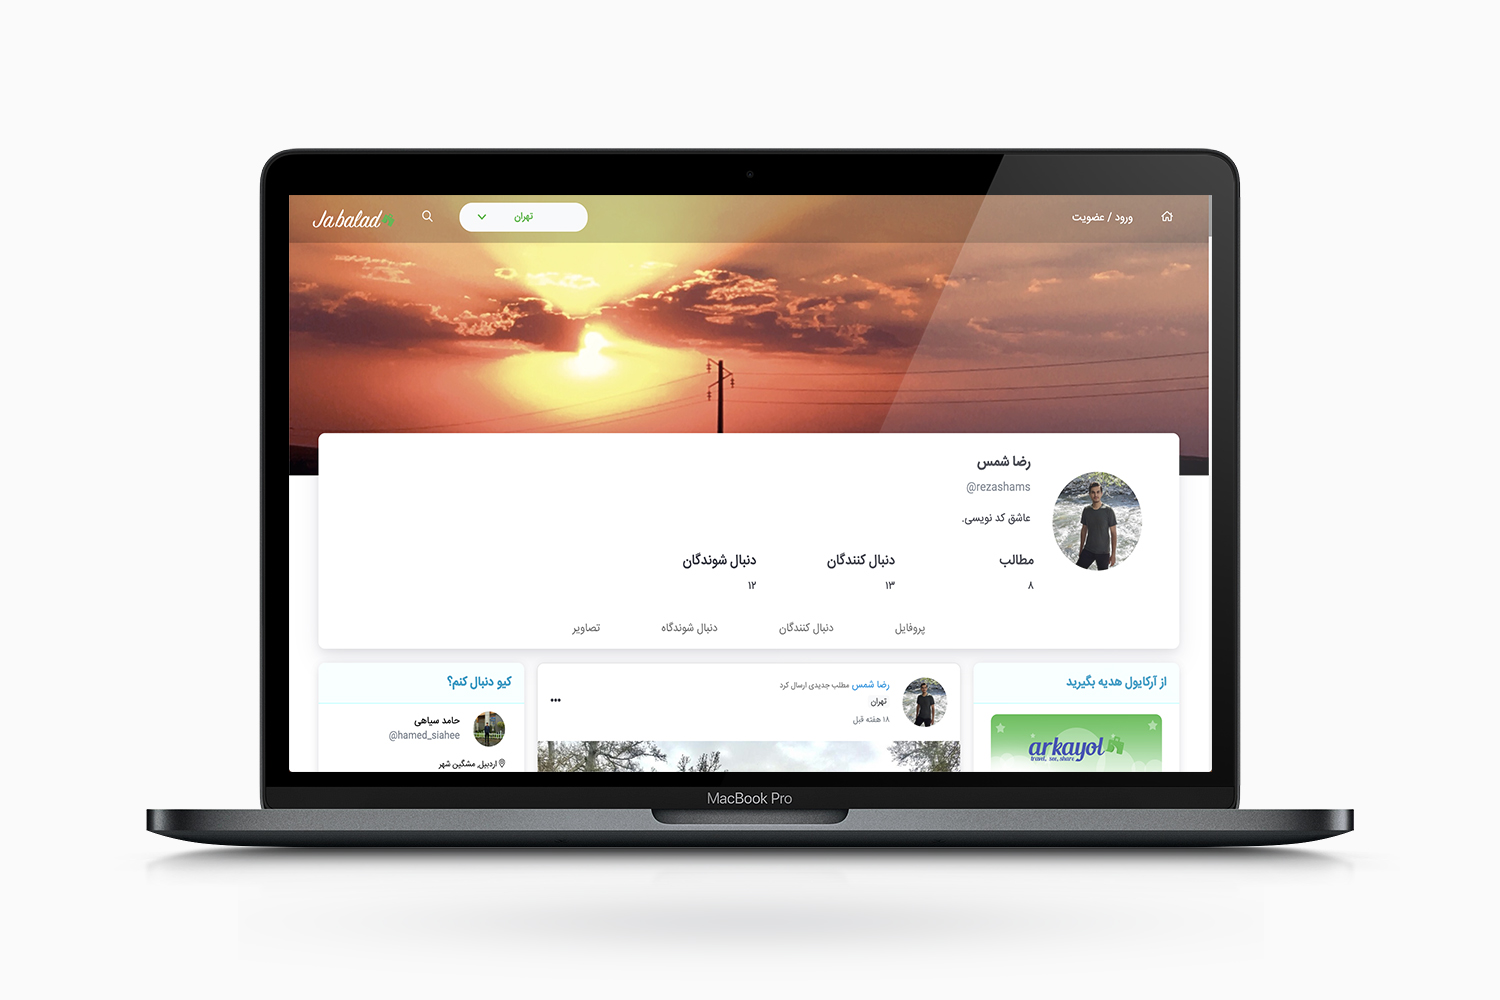 Jabalad
تهران
ورود / عضویت
رضا شمس
@rezashams
عاشق کد نویسی.
مطالب
دنبال کنندگان
دنبال شوندگان
۸
۱۳
۱۲
پروفایل
دنبال کنندگان
دنبال شوندگاه
تصاویر
از آرکایول هدیه بگیرید
arkayol
travel, see, share
رضا شمس مطلب جدیدی ارسال کرد
تهران
۱۸ هفته قبل
کیو دنبال کنم؟
حامد سیاهی
@hamed_siahee
اردبیل, مشگین شهر
MacBook Pro